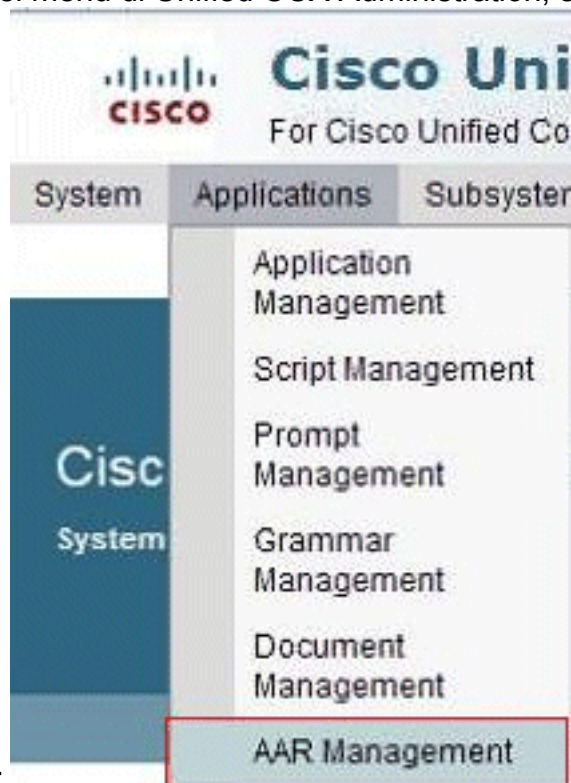 CISCO
Cisco Uni
For Cisco Unified Co
System Applications Subsyster
Application
Management
Script Management
Prompt
Management
Grammar
Management
Document
Management
AAR Management
Cisc
System